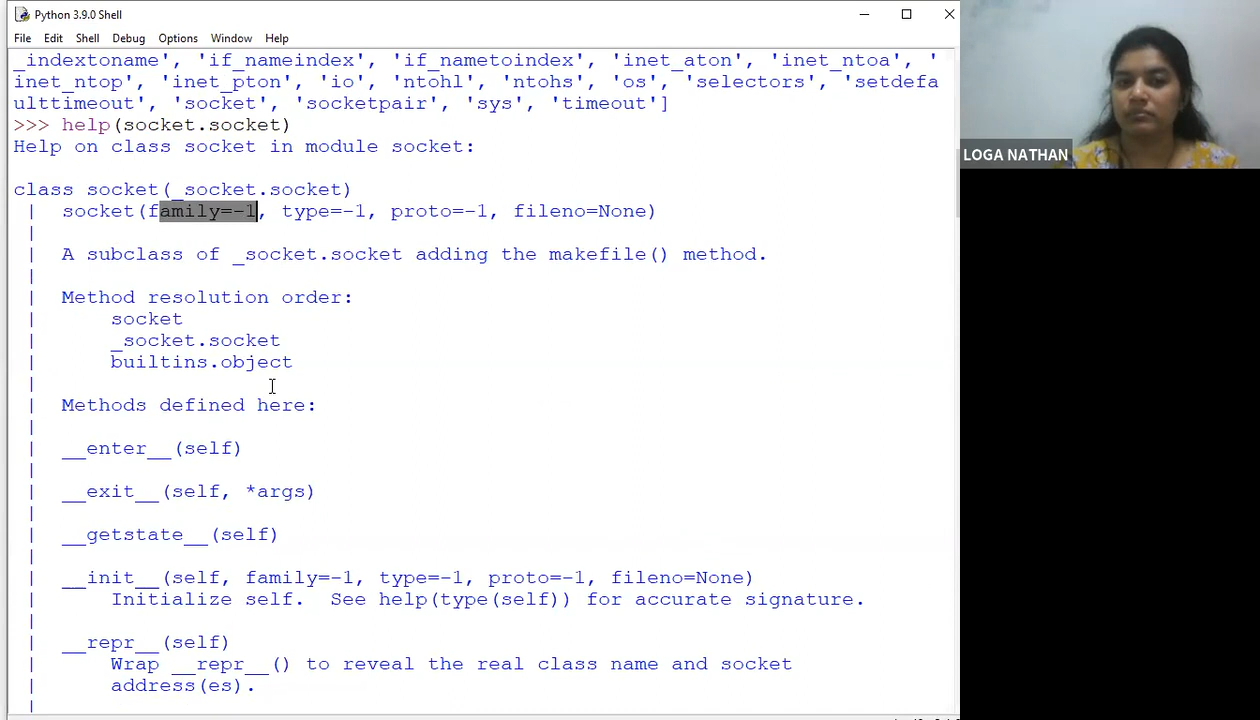 Python 3.9.0 Shell
File Edit Shell Debug Options Window Help
_indextoname', 'if_nameindex', 'if_nametoindex', 'inet_aton', 'inet_ntoa', '
inet_ntop', 'inet_pton', 'io', 'ntohl', 'ntohs', 'os', 'selectors', 'setdefa
ulttimeout', 'socket', 'socketpair', 'sys', 'timeout']
>>> help(socket.socket)
Help on class socket in module socket:
class socket(_socket.socket)
 |  socket(family=-1, type=-1, proto=-1, fileno=None)
 |
 |  A subclass of _socket.socket adding the makefile() method.
 |
 |  Method resolution order:
 |      socket
 |      _socket.socket
 |      builtins.object
 |
 |  Methods defined here:
 |
 |  __enter__(self)
 |
 |  __exit__(self, *args)
 |
 |  __getstate__(self)
 |
 |  __init__(self, family=-1, type=-1, proto=-1, fileno=None)
 |      Initialize self.  See help(type(self)) for accurate signature.
 |
 |  __repr__(self)
 |      Wrap __repr__() to reveal the real class name and socket
 |      address(es).
 |
LOGA NATHAN